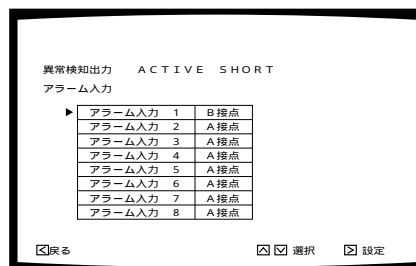 異常検知出力 ACTIVE SHORT
アラーム入力
▶ アラーム入力 1 B接点
アラーム入力 2 A接点
アラーム入力 3 A接点
アラーム入力 4 A接点
アラーム入力 5 A接点
アラーム入力 6 A接点
アラーム入力 7 A接点
アラーム入力 8 A接点
戻る 選択 設定